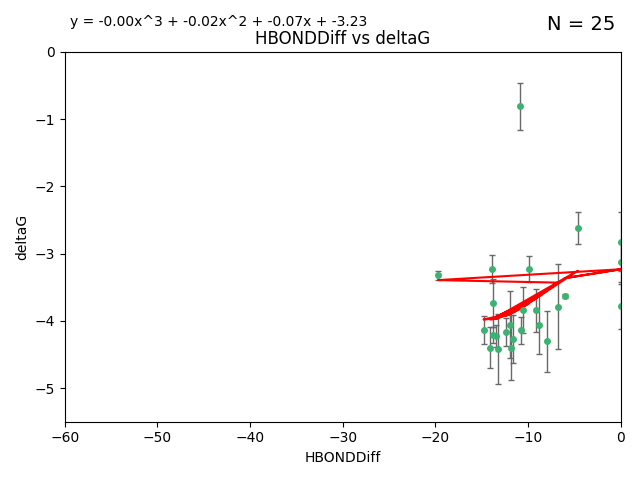 y = -0.00x^3 + -0.02x^2 + -0.07x + -3.23
N = 25
HBONDDiff vs deltaG
0
−1
−2
−3
−4
−5
deltaG
−60 −50 −40 −30 −20 −10 0
HBONDDiff